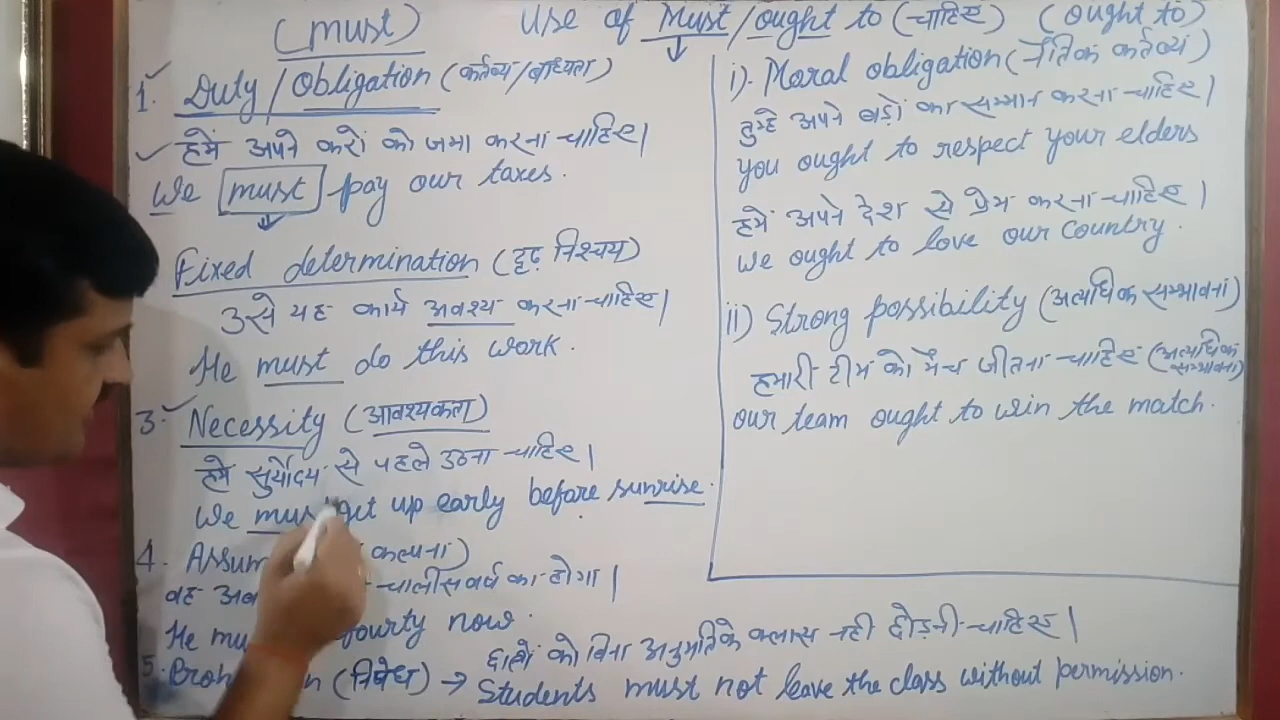 Use of Must/ought to (चाहिए)
(must)
1. Duty/Obligation (कर्तव्य/बाध्यता)
हमें अपने करों को जमा करना चाहिए।
We must pay our taxes.
Fixed determination (दृढ़ निश्चय)
उसे यह कार्य अवश्य करना चाहिए।
He must do this work.
3. Necessity (आवश्यकता)
हमे सुर्योदय से पहले उठना चाहिए।
We must get up early before sunrise.
4. Assum कल्पना)
वह चालीस वर्ष का होगा।
He fourty now.
5. (निषेध) → छात्रों को बिना अनुमति के क्लास नही छोड़नी चाहिए।
Students must not leave the class without permission.
(ought to)
i). Moral obligation (नैतिक कर्तव्य)
तुम्हे अपने बड़ों का सम्मान करना चाहिए।
you ought to respect your elders
हमें अपने देश से प्रेम करना चाहिए।
we ought to love our country.
ii) Strong possibility (अत्यधिक सम्भावना)
हमारी टीम को मैच जीतना चाहिए (अत्यधिक सम्भावना)
our team ought to win the match.